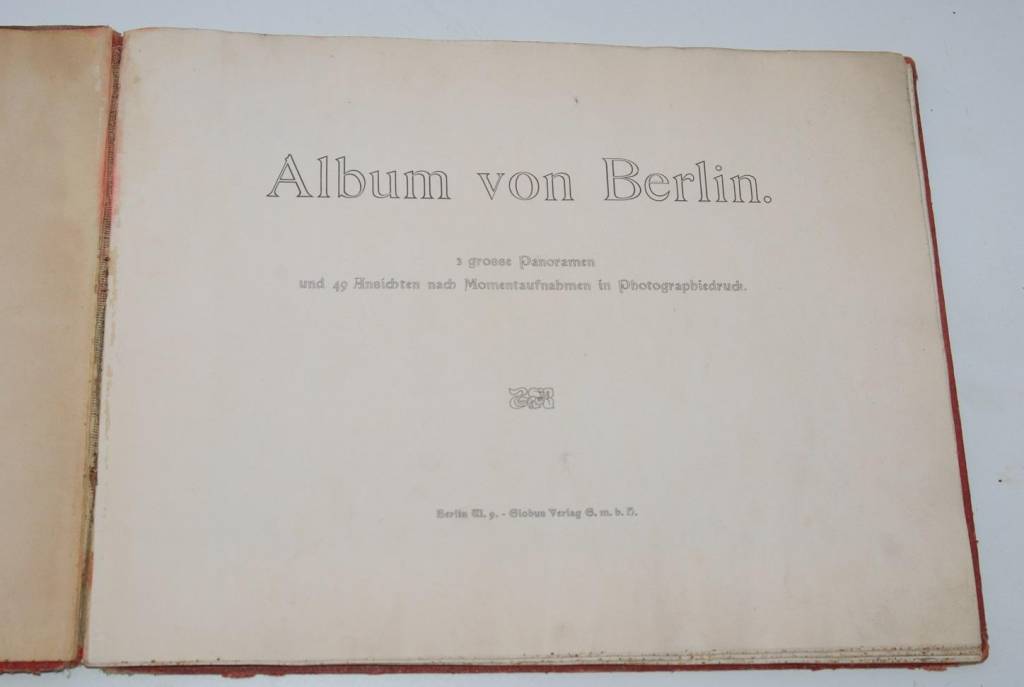 Album von Berlin.
3 grosse Panoramen
und 49 Ansichten nach Momentaufnahmen in Photographiedruck.
Berlin W. 9. - Globus Verlag G. m. b. H.